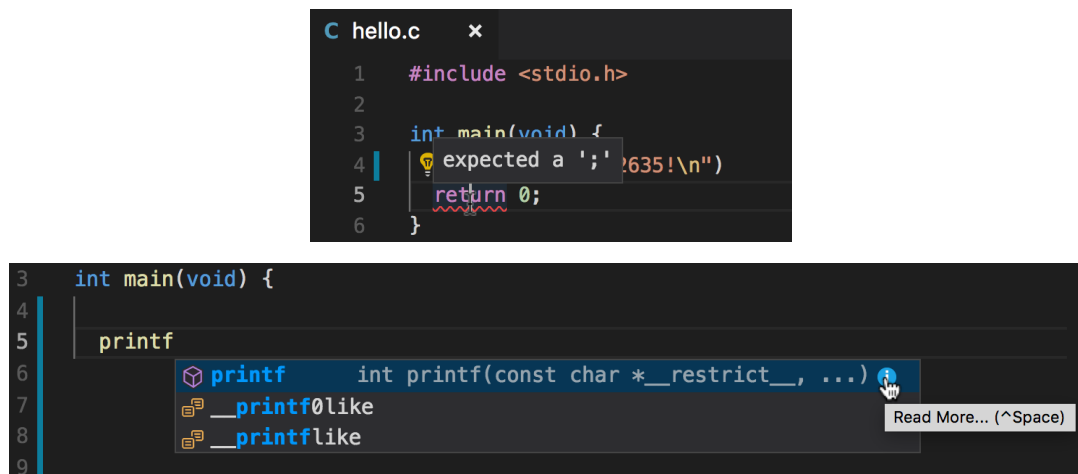 C hello.c ×
1 #include <stdio.h>
2
3 int main(void) {
expected a ';'
4 2635!\n")
5 return 0;
6 }
3 int main(void) {
4
5 printf
6 printf int printf(const char *__restrict__, ...)
7 __printf0like
Read More... (^Space)
8 __printflike
9